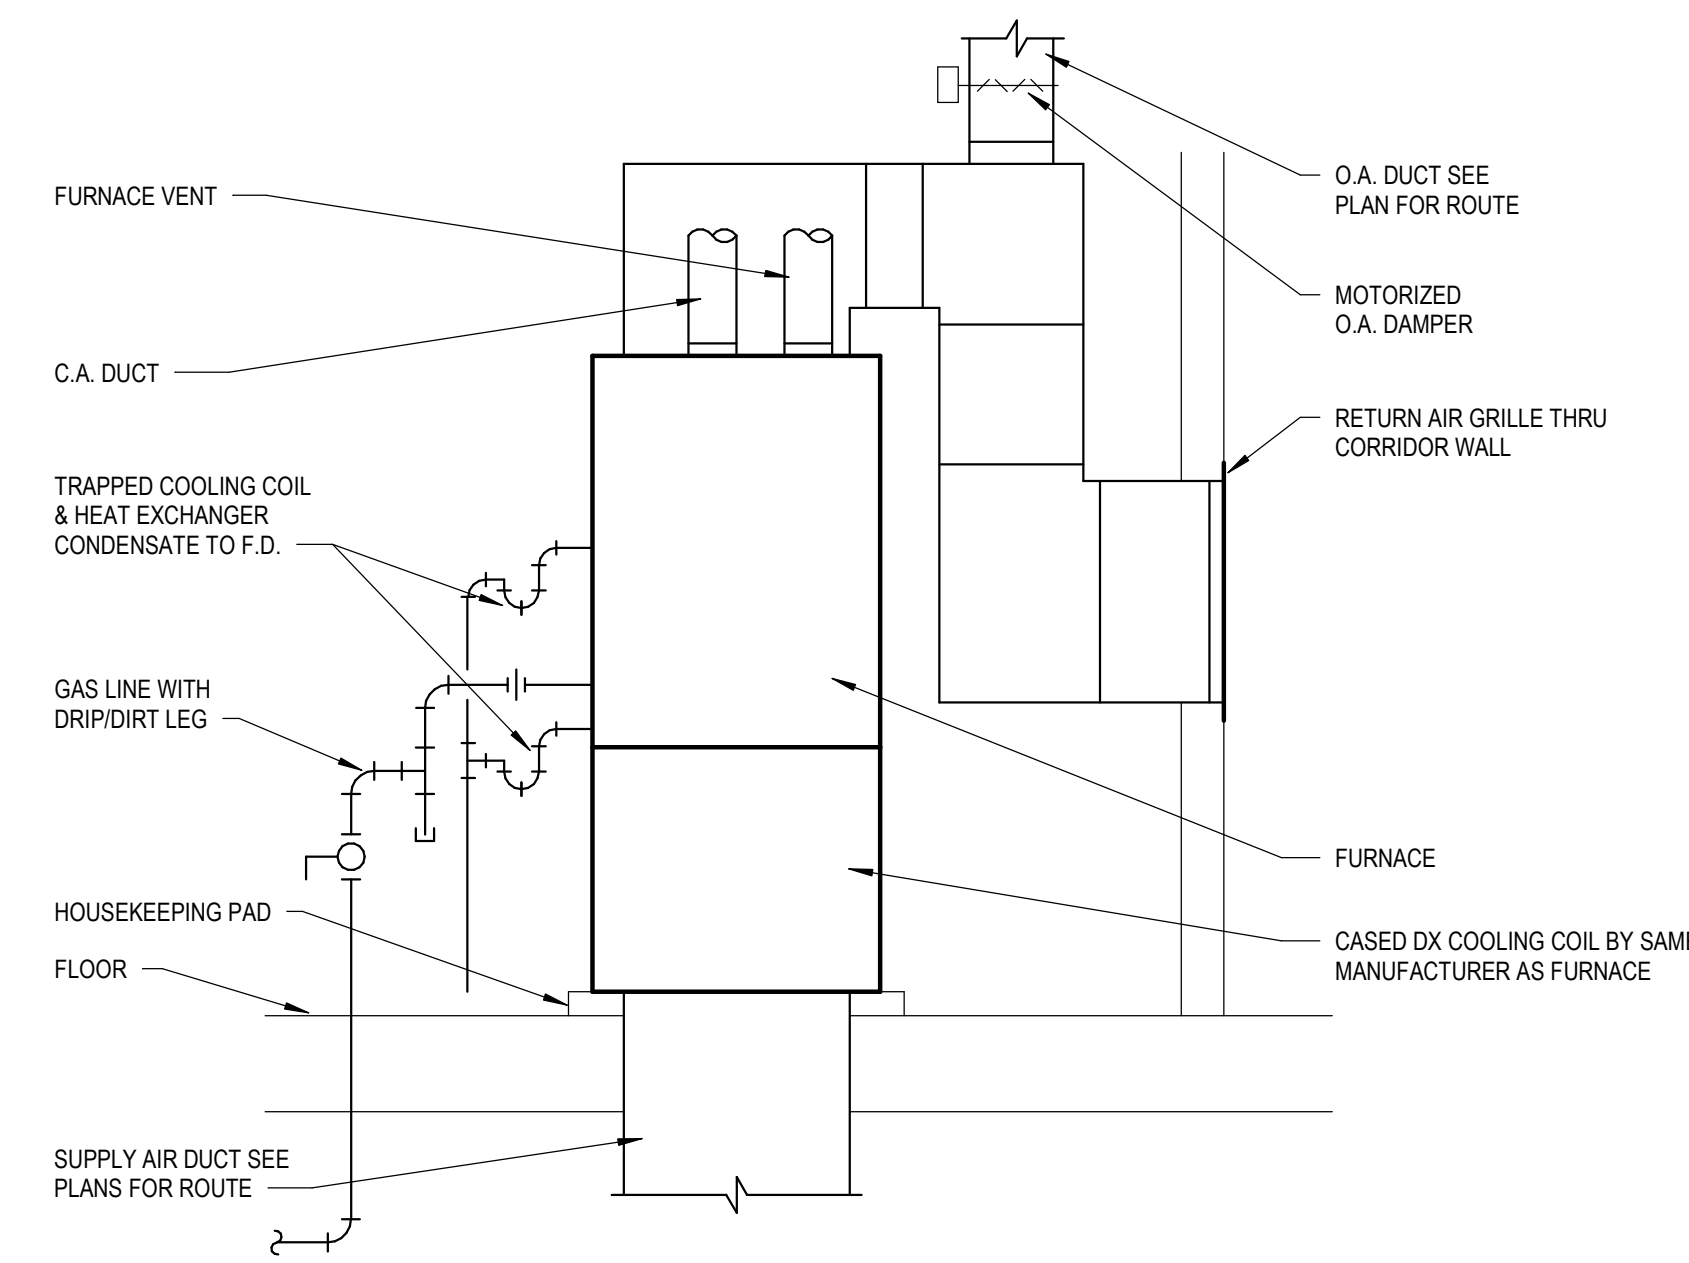 FURNACE VENT
C.A. DUCT
TRAPPED COOLING COIL
& HEAT EXCHANGER
CONDENSATE TO F.D.
GAS LINE WITH
DRIP/DIRT LEG
HOUSEKEEPING PAD
FLOOR
SUPPLY AIR DUCT SEE
PLANS FOR ROUTE
O.A. DUCT SEE
PLAN FOR ROUTE
MOTORIZED
O.A. DAMPER
RETURN AIR GRILLE THRU
CORRIDOR WALL
FURNACE
CASED DX COOLING COIL BY SAME
MANUFACTURER AS FURNACE